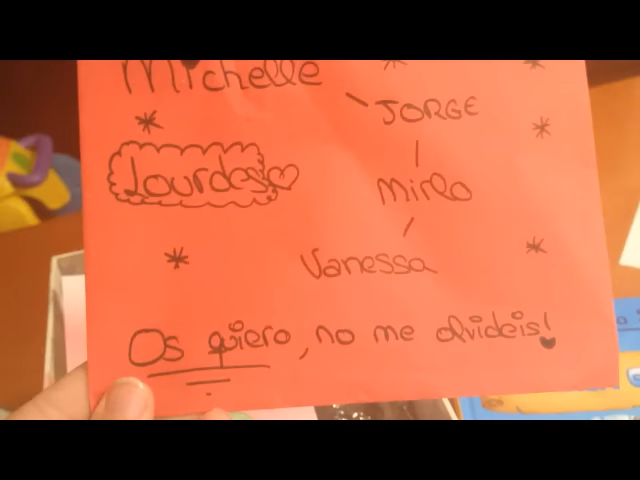 Michelle
JORGE
Lourdes
Mirlo
Vanessa
Os quiero, no me olvideis!